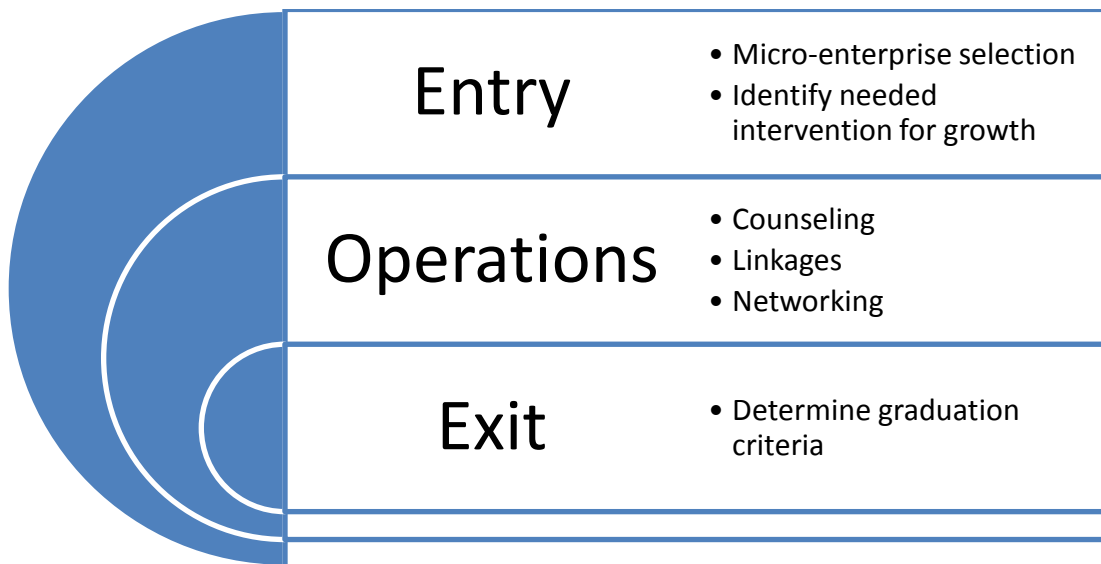 Entry
• Micro-enterprise selection
• Identify needed
intervention for growth
Operations
• Counseling
• Linkages
• Networking
Exit
• Determine graduation
criteria